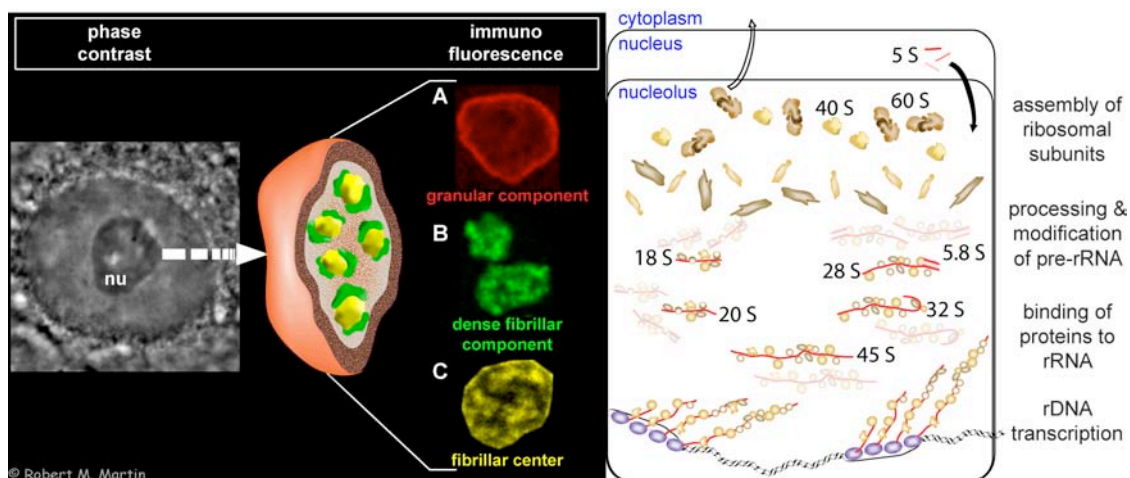 phase
contrast
immuno
fluorescence
A
granular component
B
dense fibrillar
component
C
fibrillar center
nu
© Robert M. Martin
cytoplasm
nucleus
nucleolus
5 S
40 S
60 S
18 S
28 S
5.8 S
20 S
32 S
45 S
assembly of
ribosomal
subunits
processing &
modification
of pre-rRNA
binding of
proteins to
rRNA
rDNA
transcription